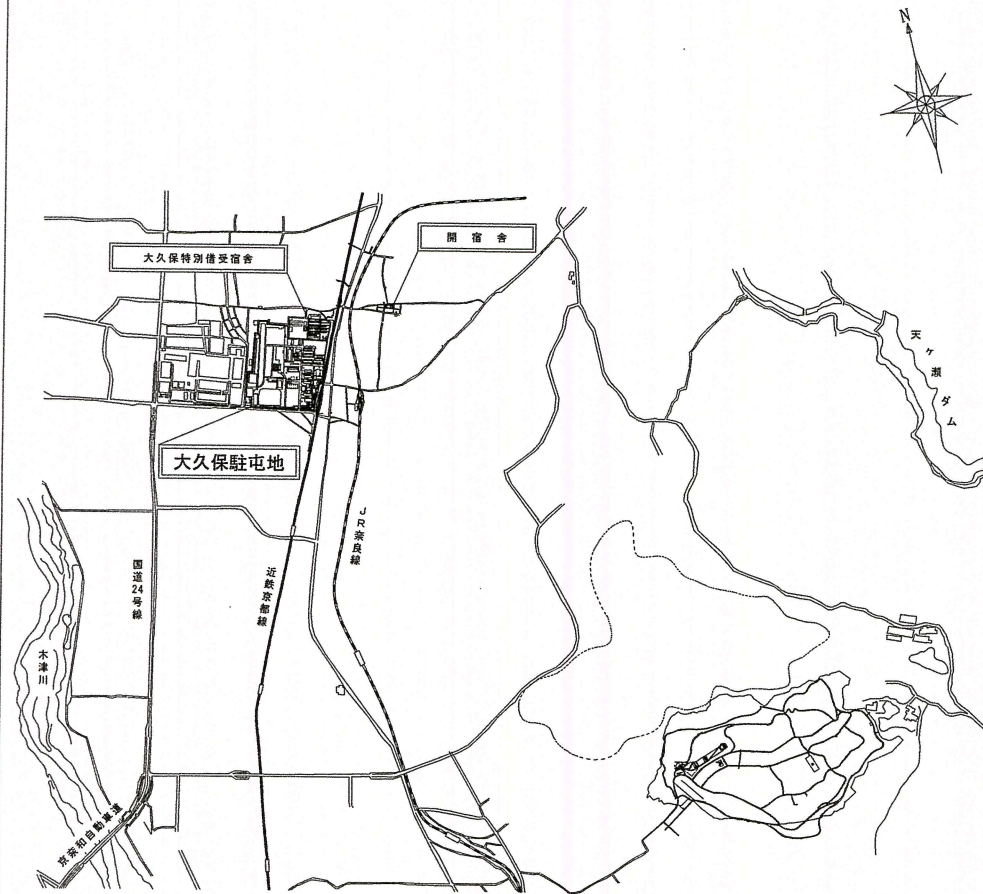 N
開宿舎
大久保特別借受宿舎
天ヶ瀬ダム
大久保駐屯地
JR奈良線
国道24号線
近鉄京都線
木津川
京奈和自動車道